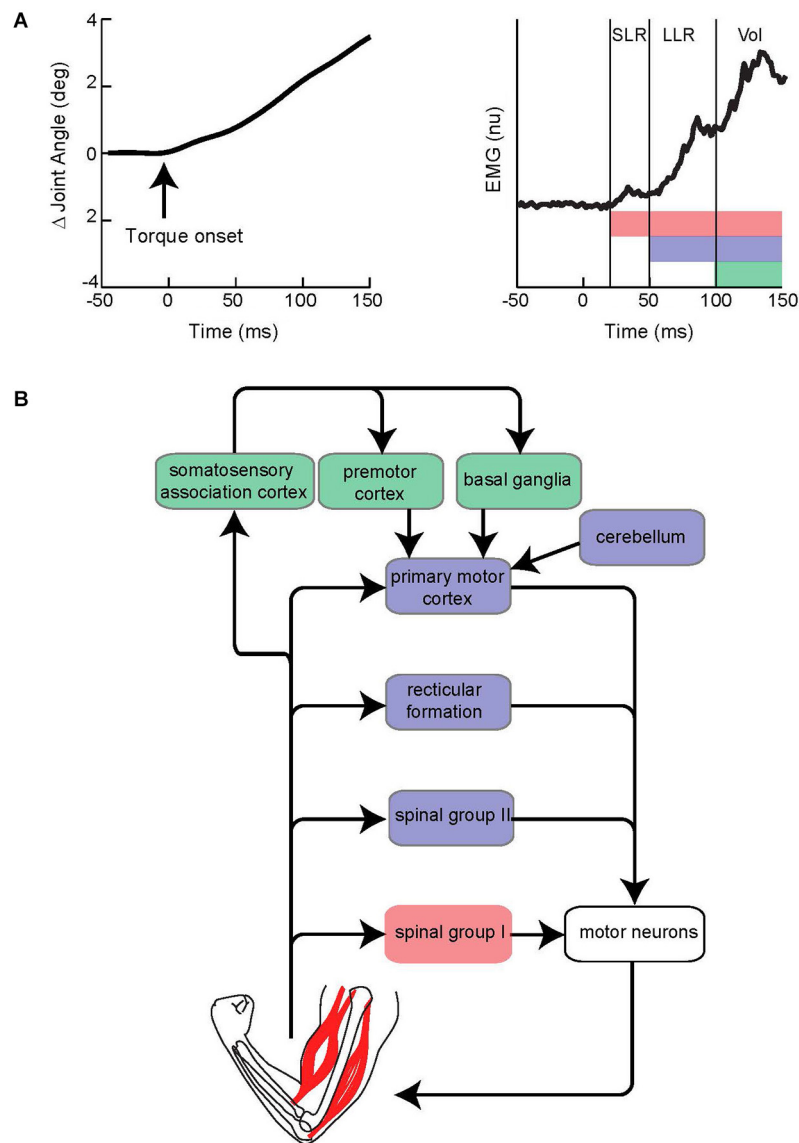 A
Δ Joint Angle (deg)
4
2
0
2
-4
Torque onset
-50 0 50 100 150
Time (ms)
SLR LLR Vol
EMG (nu)
-50 0 50 100 150
Time (ms)
B
somatosensory
association cortex
premotor
cortex
basal ganglia
cerebellum
primary motor
cortex
recticular
formation
spinal group II
spinal group I
motor neurons